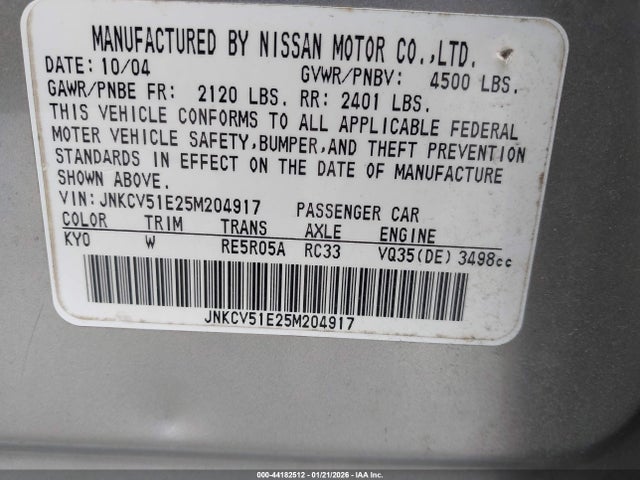 MANUFACTURED BY NISSAN MOTOR CO.,LTD.
DATE: 10/04 GVWR/PNBV: 4500 LBS.
GAWR/PNBE FR: 2120 LBS. RR: 2401 LBS.
THIS VEHICLE CONFORMS TO ALL APPLICABLE FEDERAL
MOTER VEHICLE SAFETY,BUMPER,AND THEFT PREVENTION
STANDARDS IN EFFECT ON THE DATE OF MANUFACTURE
SHOWN ABOVE.
VIN: JNKCV51E25M204917 PASSENGER CAR
COLOR TRIM TRANS AXLE ENGINE
KY0 W RE5R05A RC33 VQ35(DE) 3498cc
JNKCV51E25M204917
000-44182512 - 01/21/2026 - IAA Inc.